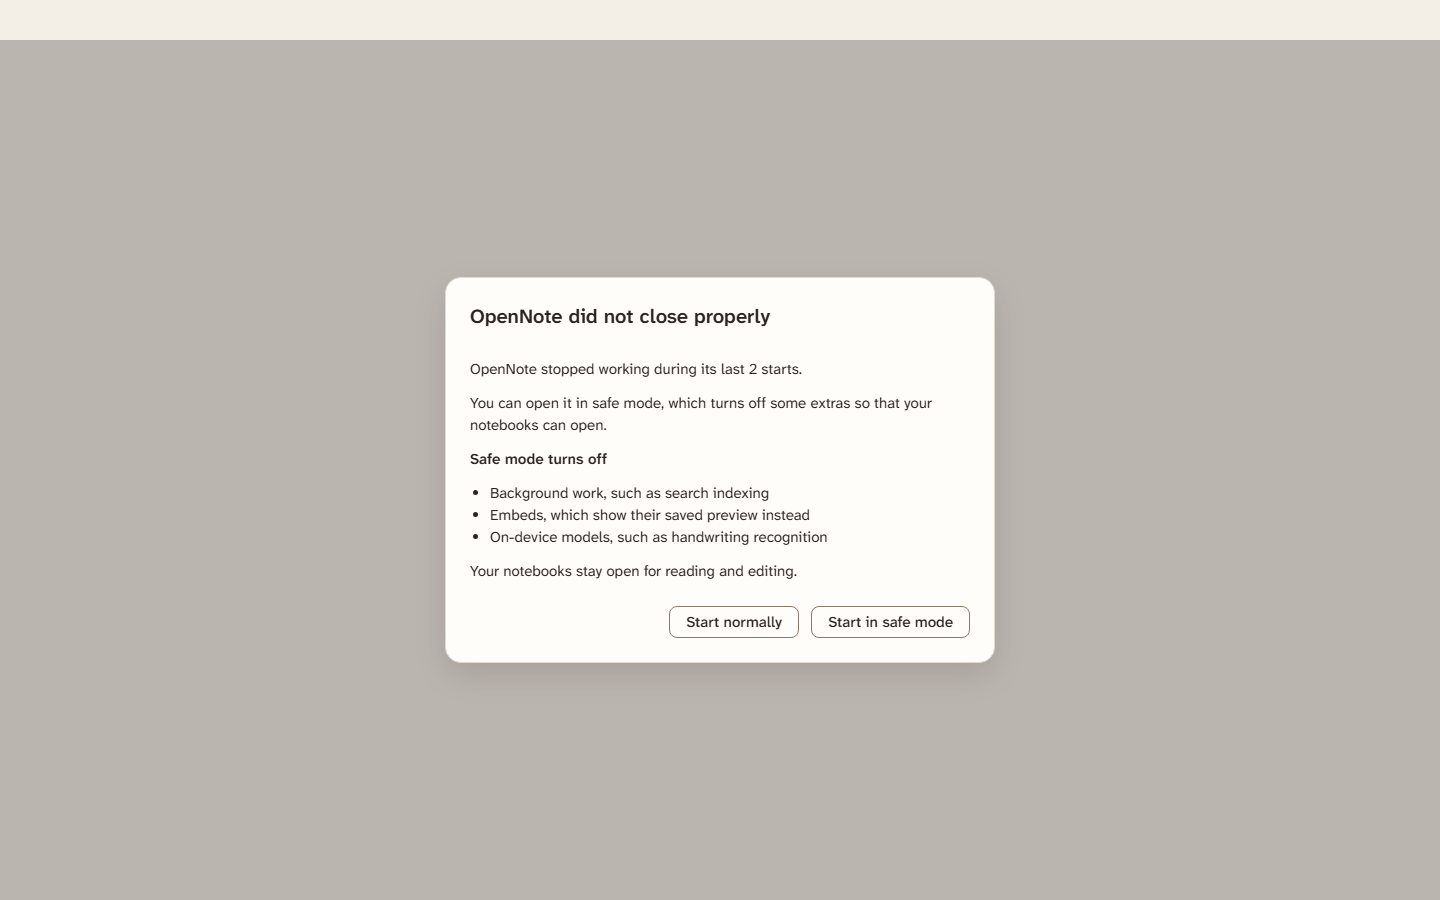 OpenNote did not close properly
OpenNote stopped working during its last 2 starts.
You can open it in safe mode, which turns off some extras so that your
notebooks can open.
Safe mode turns off
• Background work, such as search indexing
• Embeds, which show their saved preview instead
• On-device models, such as handwriting recognition
Your notebooks stay open for reading and editing.
Start normally
Start in safe mode